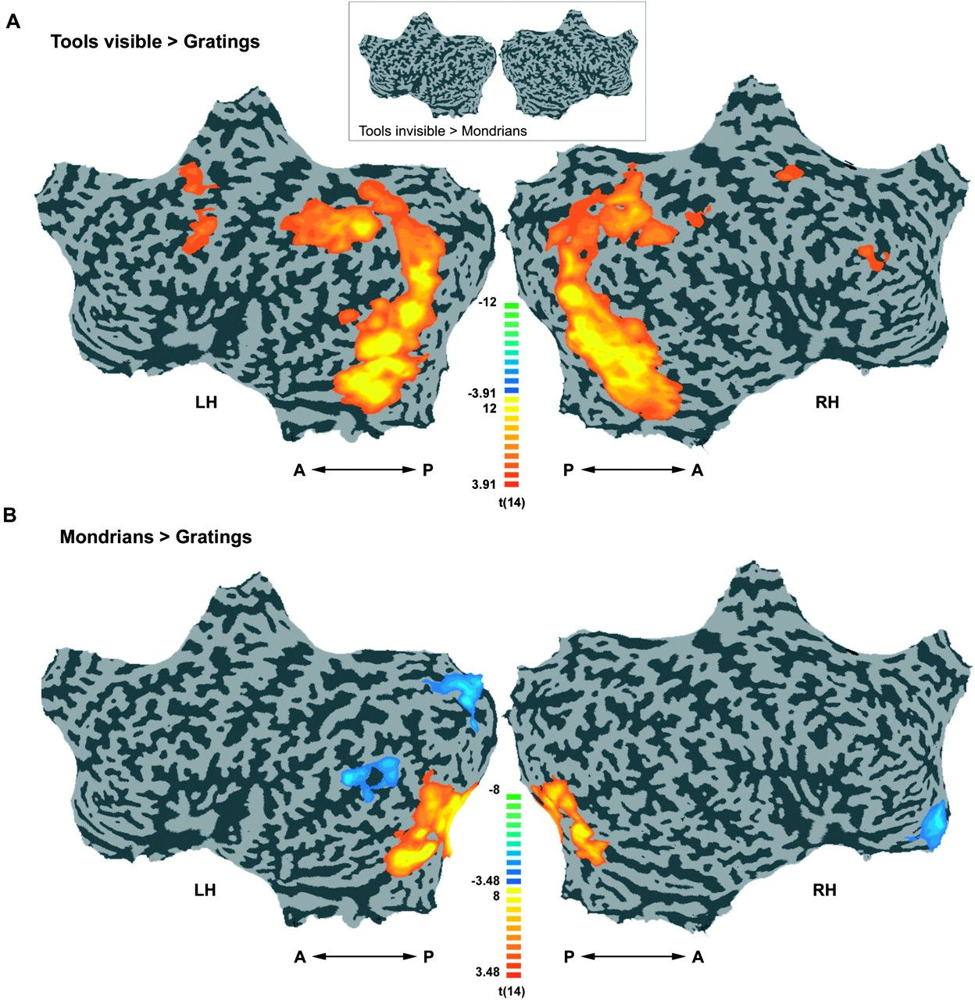 A
Tools visible > Gratings
Tools invisible > Mondrians
-12
-3.91
12
3.91
t(14)
LH
RH
A
P
P
A
B
Mondrians > Gratings
-8
-3.48
8
3.48
t(14)
LH
RH
A
P
P
A